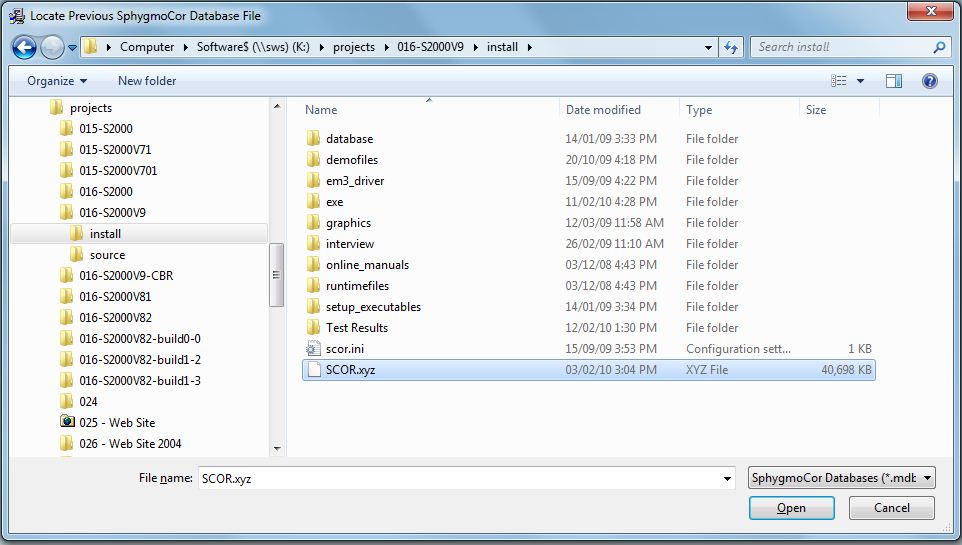 Locate Previous SphygmoCor Database File
Computer Software$ (\\sws) (K:) projects 016-S2000V9 install
Search install
Organize New folder
projects
015-S2000
015-S2000V71
015-S2000V701
016-S2000
016-S2000V9
install
source
016-S2000V9-CBR
016-S2000V81
016-S2000V82
016-S2000V82-build0-0
016-S2000V82-build1-2
016-S2000V82-build1-3
024
025 - Web Site
026 - Web Site 2004
Name Date modified Type Size
database 14/01/09 3:33 PM File folder
demofiles 20/10/09 4:18 PM File folder
em3_driver 15/09/09 4:22 PM File folder
exe 11/02/10 4:28 PM File folder
graphics 12/03/09 11:58 AM File folder
interview 26/02/09 11:10 AM File folder
online_manuals 03/12/08 4:43 PM File folder
runtimefiles 03/12/08 4:43 PM File folder
setup_executables 14/01/09 3:34 PM File folder
Test Results 12/02/10 1:30 PM File folder
scor.ini 15/09/09 3:53 PM Configuration sett... 1 KB
SCOR.xyz 03/02/10 3:04 PM XYZ File 40,698 KB
File name: SCOR.xyz SphygmoCor Databases (*.mdb
Open Cancel